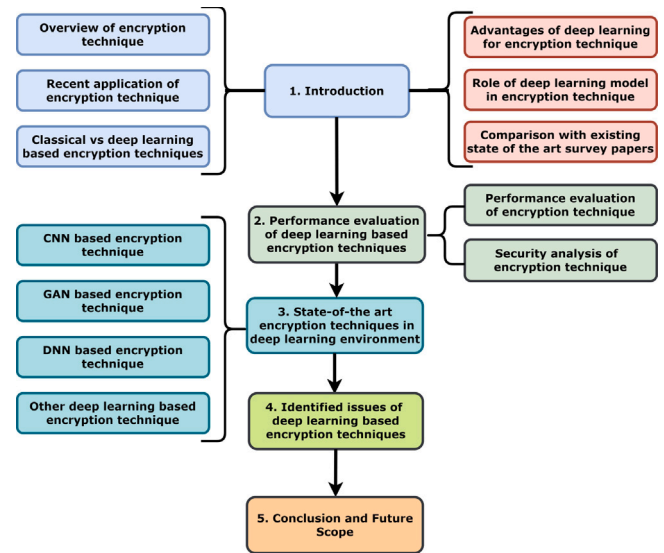 Overview of encryption
technique
Recent application of
encryption technique
Classical vs deep learning
based encryption techniques
1. Introduction
Advantages of deep learning
for encryption technique
Role of deep learning model
in encryption technique
Comparison with existing
state of the art survey papers
2. Performance evaluation
of deep learning based
encryption techniques
Performance evaluation
of encryption technique
Security analysis of
encryption technique
CNN based encryption
technique
GAN based encryption
technique
DNN based encryption
technique
Other deep learning based
encryption technique
3. State-of-the art
encryption techniques in
deep learning environment
4. Identified issues of
deep learning based
encryption techniques
5. Conclusion and Future
Scope